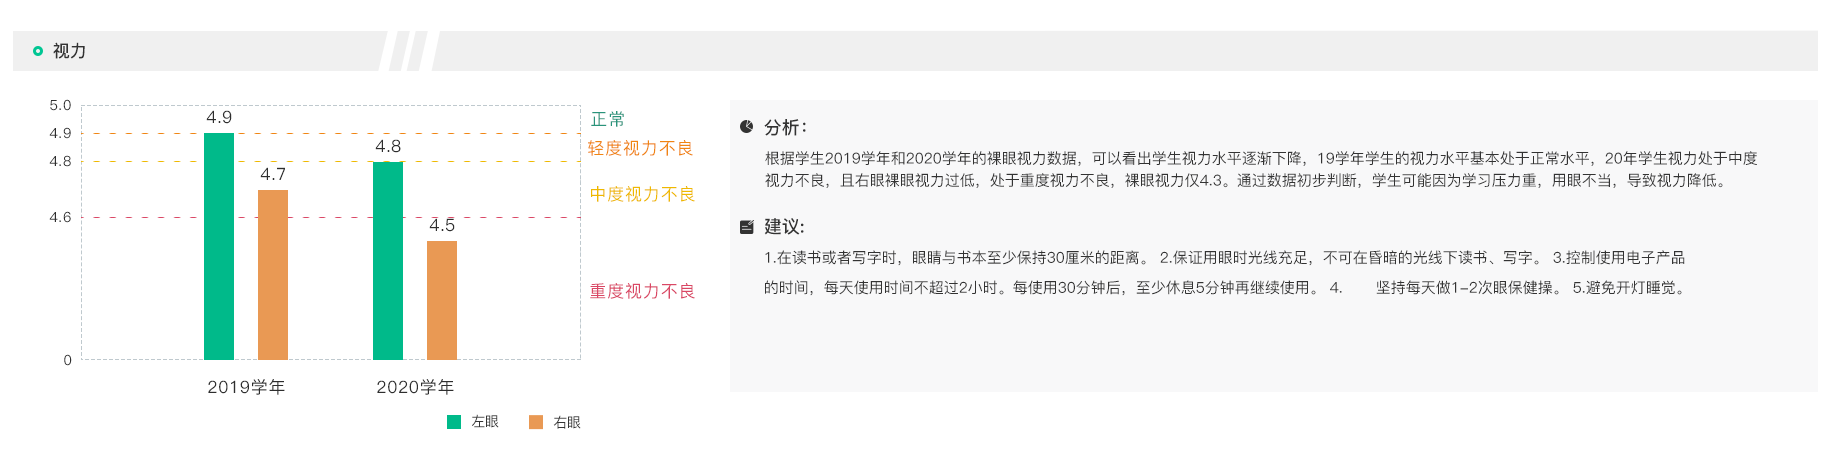 视力
5.0
4.9
4.8
4.6
0
4.9
4.7
4.8
4.5
正常
轻度视力不良
中度视力不良
重度视力不良
2019学年
2020学年
左眼
右眼
分析:
根据学生2019学年和2020学年的裸眼视力数据，可以看出学生视力水平逐渐下降，19学年学生的视力水平基本处于正常水平，20年学生视力处于中度
视力不良，且右眼裸眼视力过低，处于重度视力不良，裸眼视力仅4.3。通过数据初步判断，学生可能因为学习压力重，用眼不当，导致视力降低。
建议:
1.在读书或者写字时，眼睛与书本至少保持30厘米的距离。 2.保证用眼时光线充足，不可在昏暗的光线下读书、写字。 3.控制使用电子产品
的时间，每天使用时间不超过2小时。每使用30分钟后，至少休息5分钟再继续使用。 4. 坚持每天做1-2次眼保健操。 5.避免开灯睡觉。